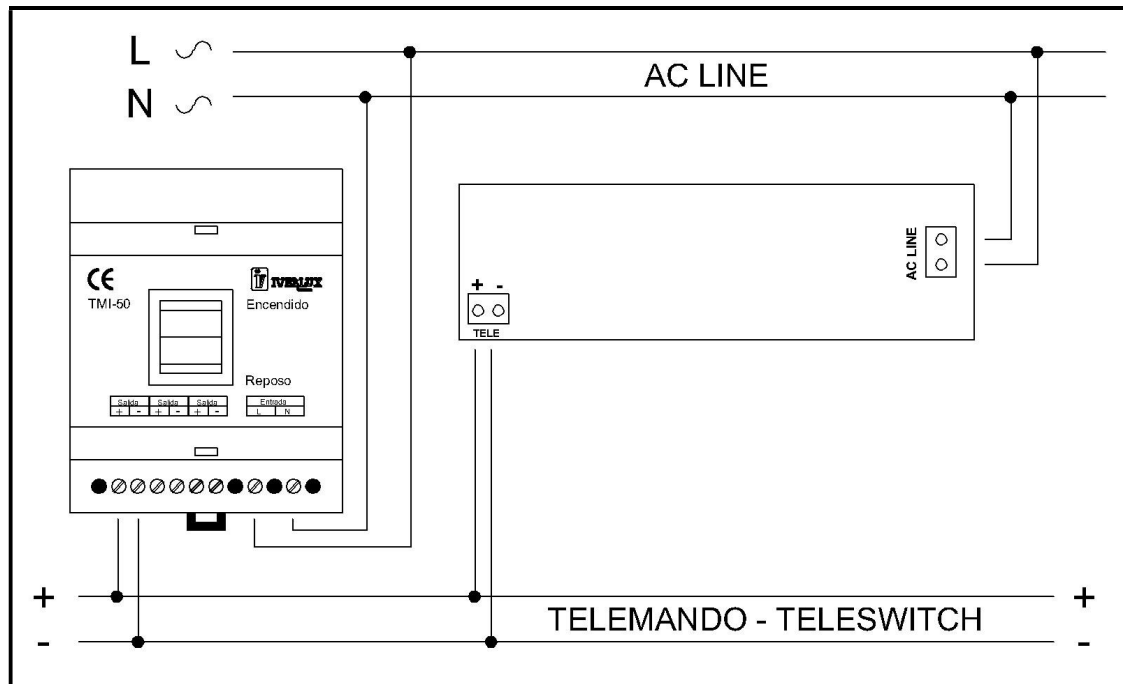 L
AC LINE
N
CE
IVERLUX
TMI-50
Encendido
Reposo
Salida Salida Salida Entrada
+ - + - + - L N
+ -
TELE
AC LINE
+ +
TELEMANDO - TELESWITCH
- -